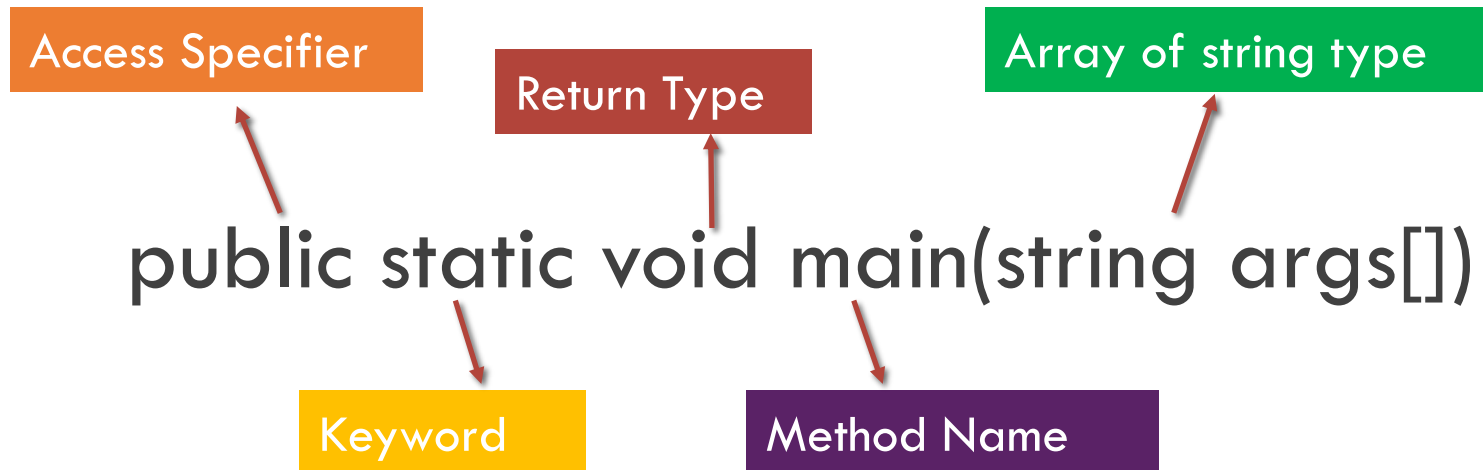 Access Specifier
Return Type
Array of string type
public static void main(string args[])
Keyword
Method Name